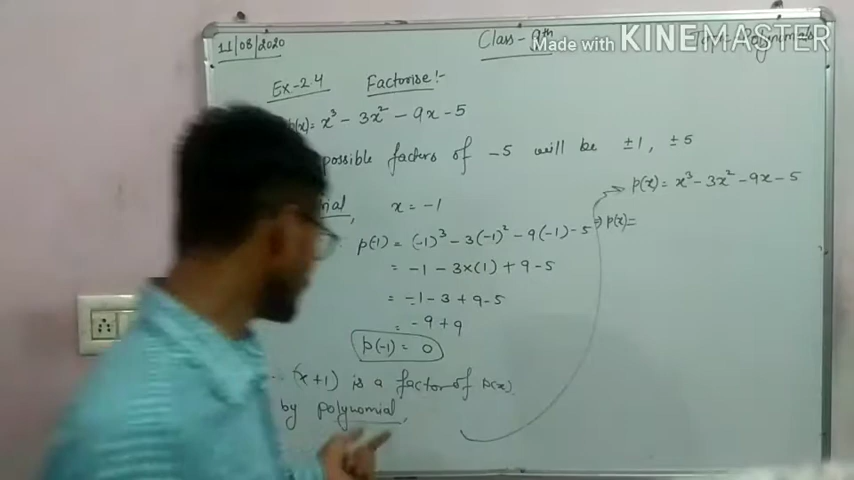 11/08/2020
Class - 9th
Made with KINEMASTER
Polynomials
Ex-2.4 Factorise:-
p(x)= x³ - 3x² - 9x - 5
possible factors of -5 will be ±1, ±5
x = -1
p(-1) = (-1)³ - 3(-1)² - 9(-1) - 5
= -1 - 3×(1) + 9 - 5
= -1 - 3 + 9 - 5
= -9 + 9
p(-1) = 0
(x+1) is a factor of p(x).
by polynomial,
p(x) = x³ - 3x² - 9x - 5
⇒ p(x) =